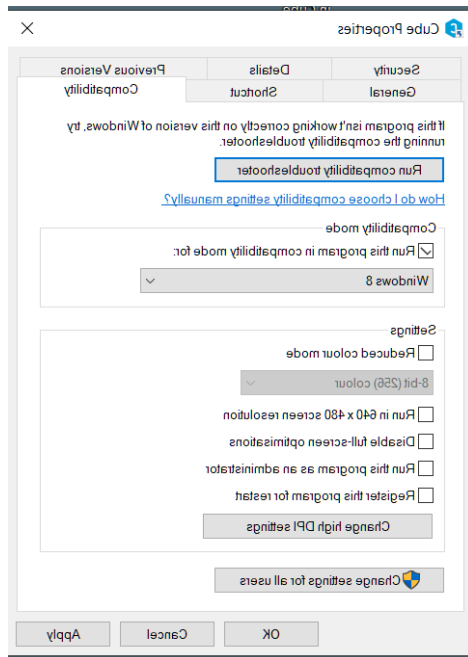 Cube Properties
Security Details Previous Versions
General Shortcut Compatibility
If this program isn't working correctly on this version of Windows, try
running the compatibility troubleshooter.
Run compatibility troubleshooter
How do I choose compatibility settings manually?
Compatibility mode
Run this program in compatibility mode for:
Windows 8
Settings
Reduced colour mode
8-bit (256) colour
Run in 640 x 480 screen resolution
Disable full-screen optimisations
Run this program as an administrator
Register this program for restart
Change high DPI settings
Change settings for all users
OK Cancel Apply